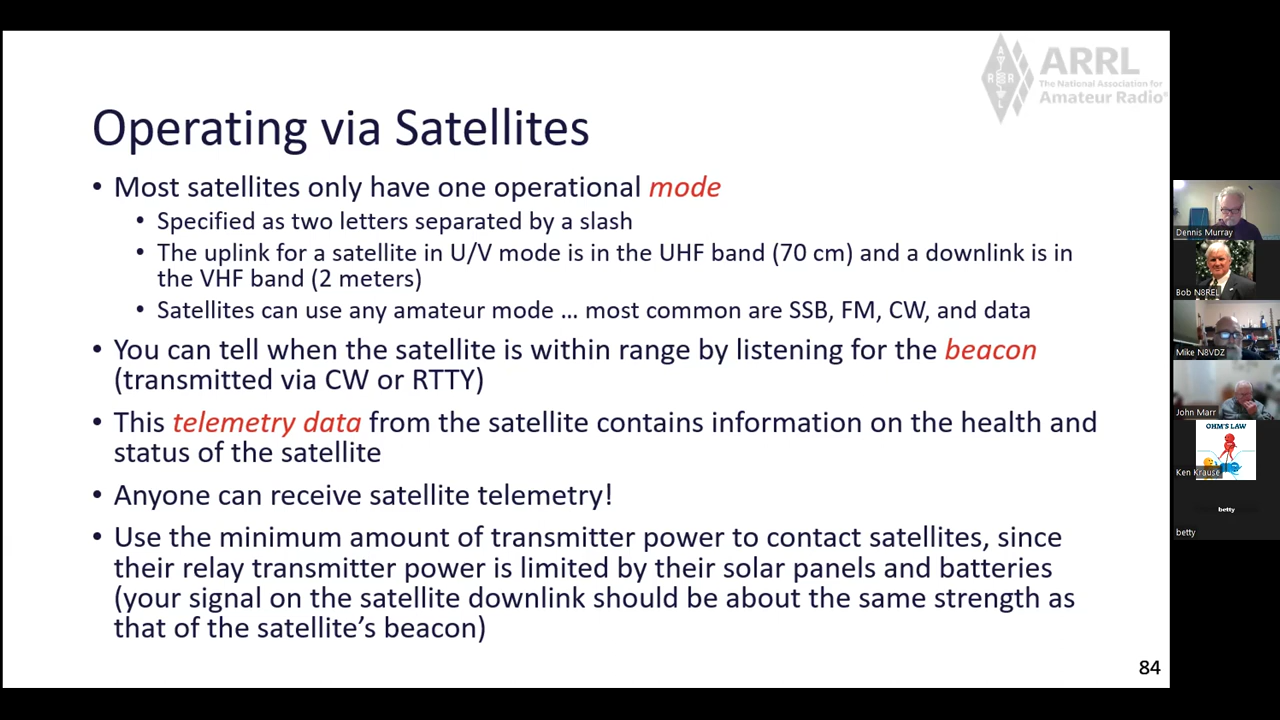 ARRL
The National Association for
Amateur Radio®
Operating via Satellites
• Most satellites only have one operational mode
• Specified as two letters separated by a slash
• The uplink for a satellite in U/V mode is in the UHF band (70 cm) and a downlink is in
the VHF band (2 meters)
• Satellites can use any amateur mode … most common are SSB, FM, CW, and data
• You can tell when the satellite is within range by listening for the beacon
(transmitted via CW or RTTY)
• This telemetry data from the satellite contains information on the health and
status of the satellite
• Anyone can receive satellite telemetry!
• Use the minimum amount of transmitter power to contact satellites, since
their relay transmitter power is limited by their solar panels and batteries
(your signal on the satellite downlink should be about the same strength as
that of the satellite's beacon)
84
Dennis Murray
Bob N8REL
Mike N8VDZ
John Marr
OHM'S LAW
Ken Krause
betty
betty